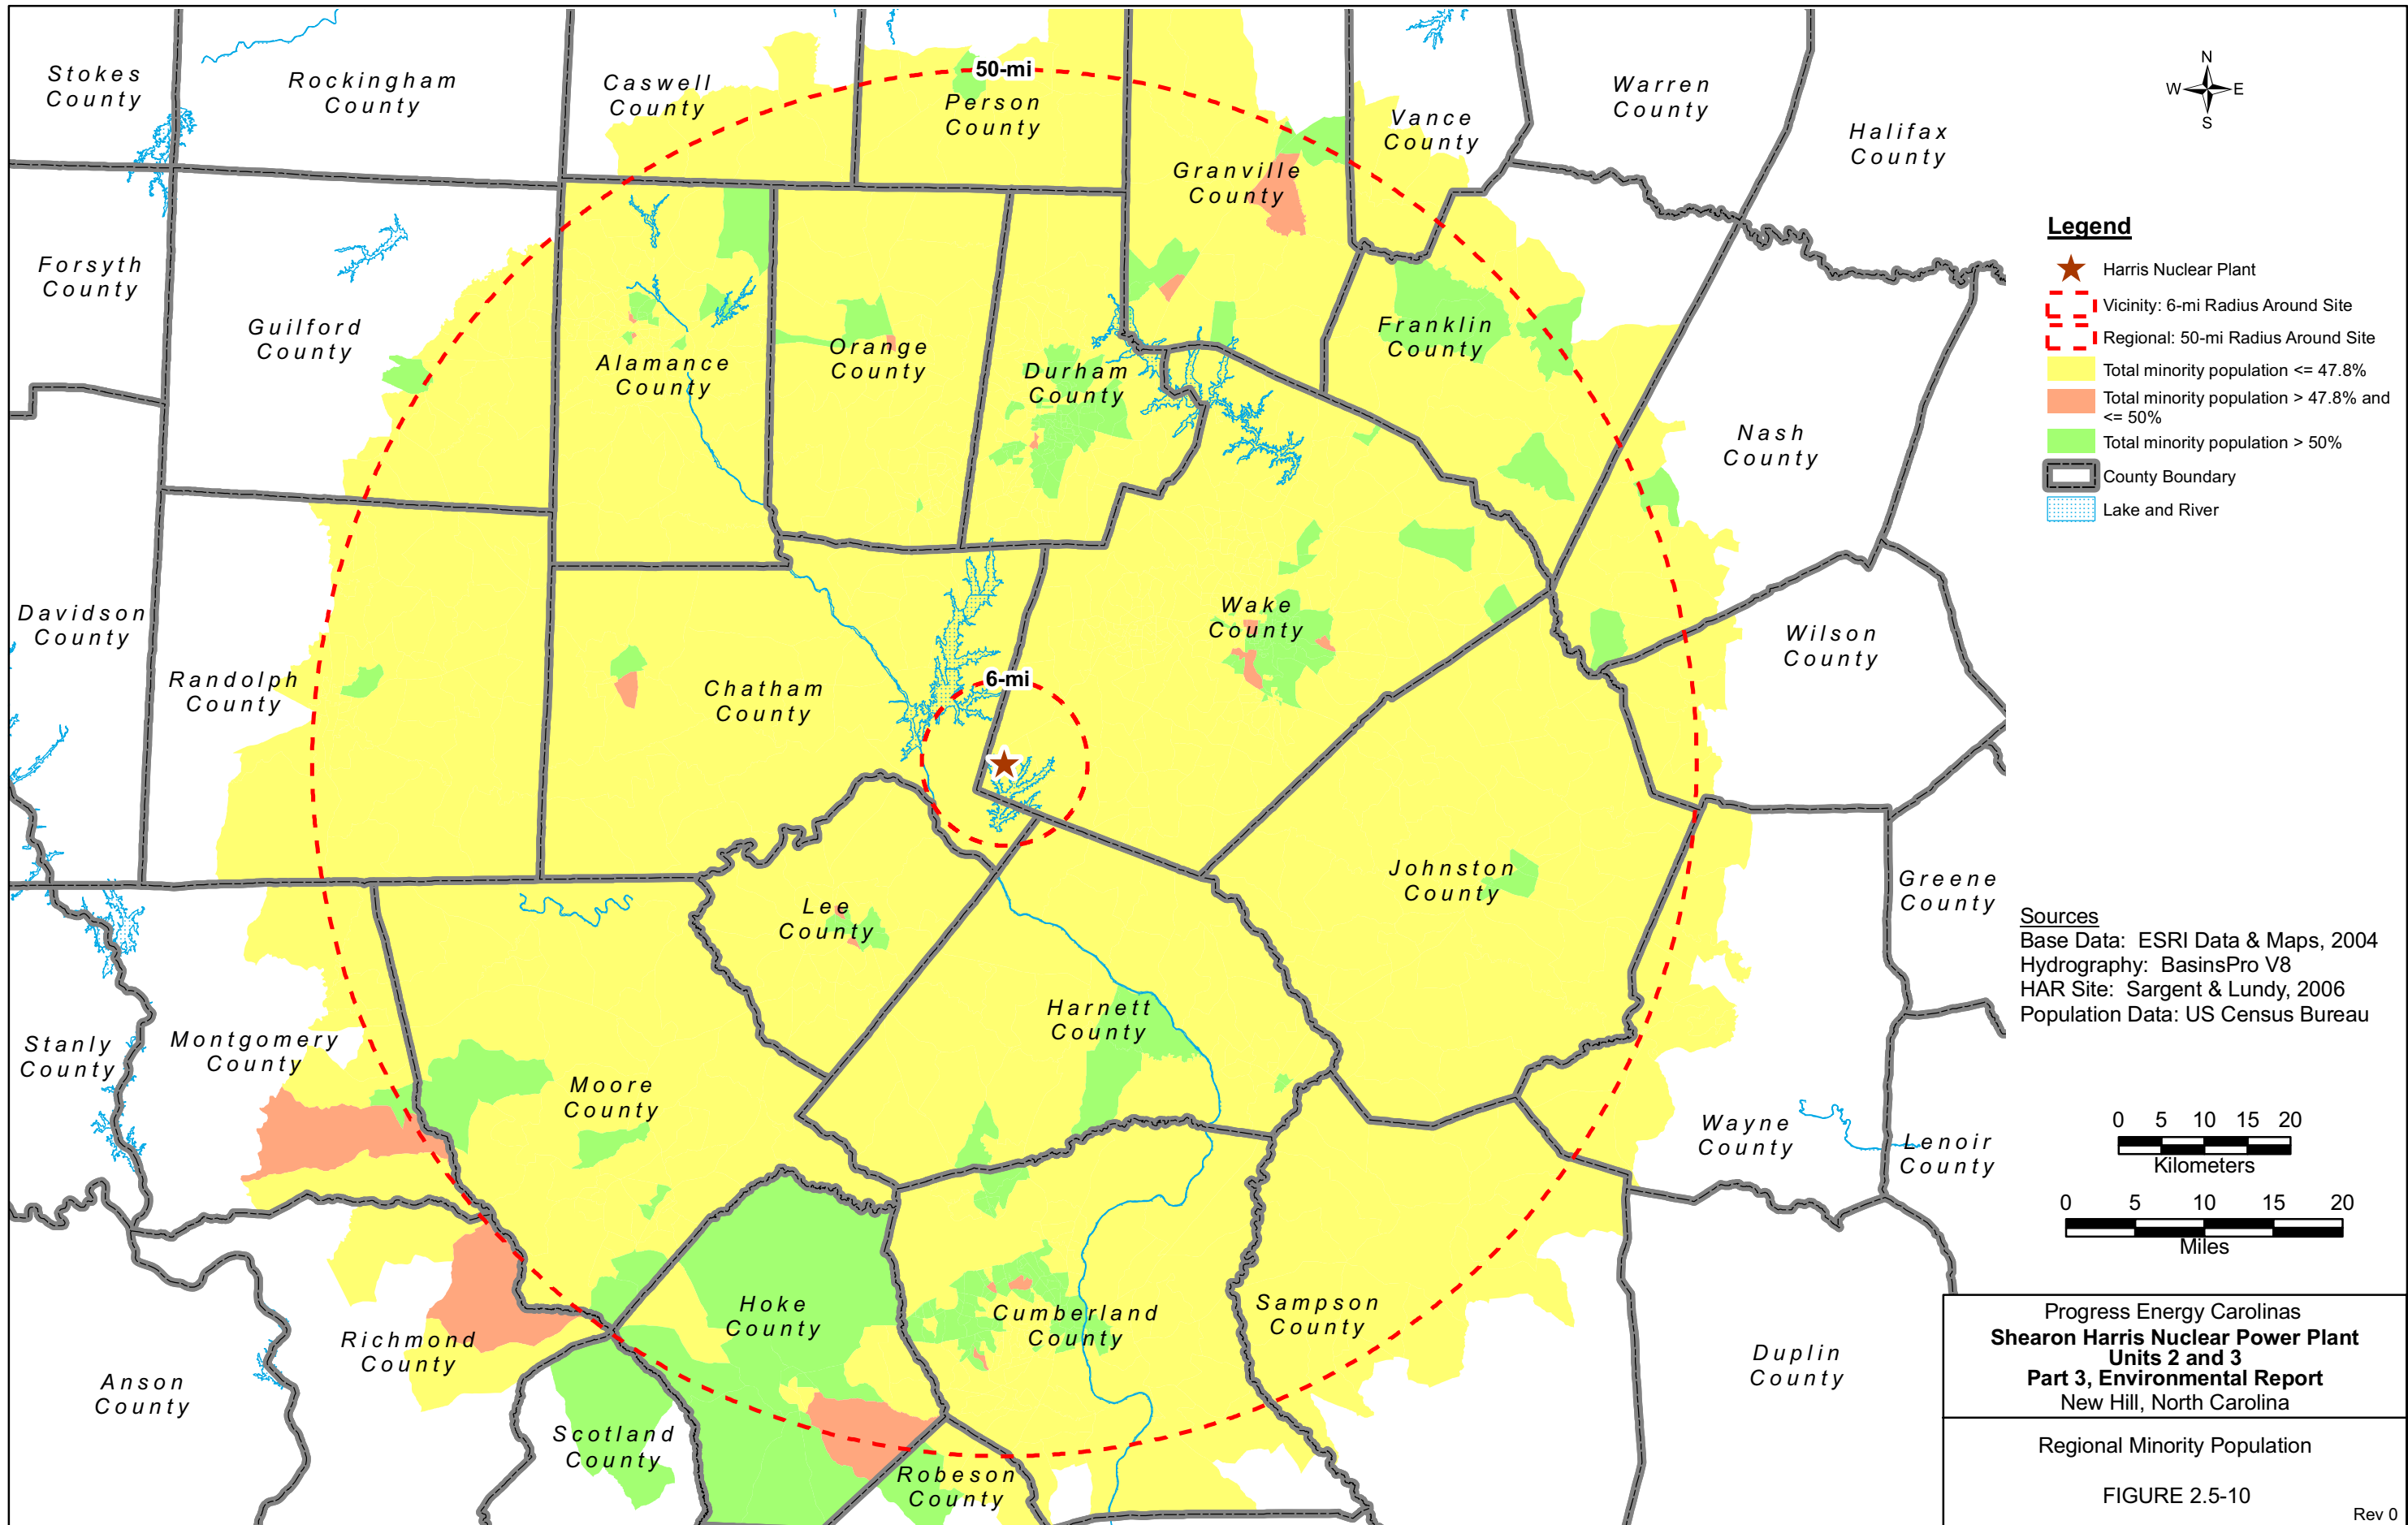 50-mi
Stokes
County
Rockingham
County
Caswell
County
Person
County
Vance
County
Warren
County
Halifax
County
Granville
County
Forsyth
County
Guilford
County
Alamance
County
Orange
County
Durham
County
Franklin
County
Nash
County
Davidson
County
Randolph
County
Chatham
County
6-mi
Wake
County
Wilson
County
Johnston
County
Greene
County
Lee
County
Harnett
County
Stanly
County
Montgomery
County
Moore
County
Wayne
County
Lenoir
County
Anson
County
Richmond
County
Hoke
County
Cumberland
County
Sampson
County
Duplin
County
Scotland
County
Robeson
County
N
W E
S
Legend
Harris Nuclear Plant
Vicinity: 6-mi Radius Around Site
Regional: 50-mi Radius Around Site
Total minority population <= 47.8%
Total minority population > 47.8% and
<= 50%
Total minority population > 50%
County Boundary
Lake and River
Sources
Base Data: ESRI Data & Maps, 2004
Hydrography: BasinsPro V8
HAR Site: Sargent & Lundy, 2006
Population Data: US Census Bureau
0 5 10 15 20
Kilometers
0 5 10 15 20
Miles
Progress Energy Carolinas
Shearon Harris Nuclear Power Plant
Units 2 and 3
Part 3, Environmental Report
New Hill, North Carolina
Regional Minority Population
FIGURE 2.5-10
Rev 0